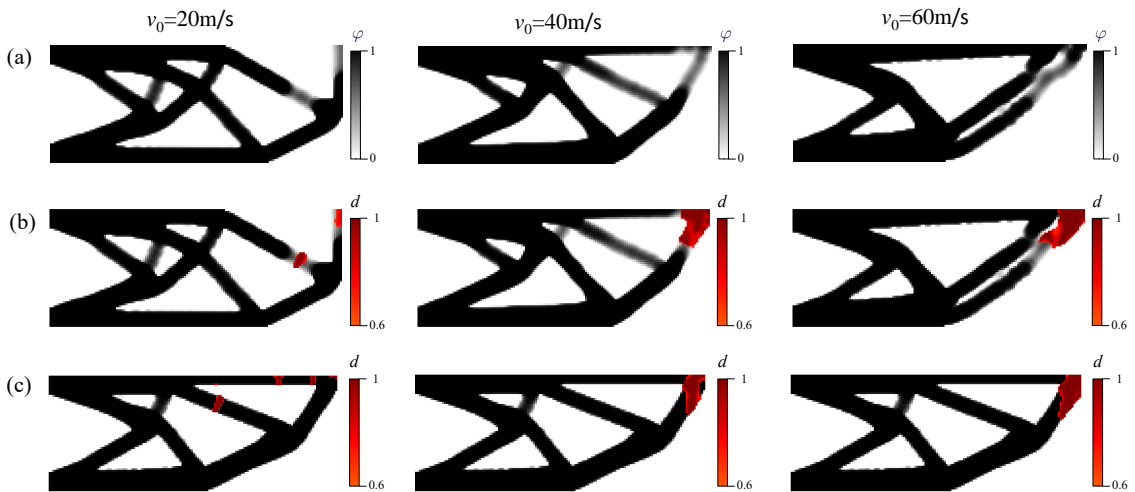 v₀=20m/s v₀=40m/s v₀=60m/s
φ φ φ
(a) 1 1 1
0 0 0
d d d
(b) 1 1 1
0.6 0.6 0.6
d d d
(c) 1 1 1
0.6 0.6 0.6